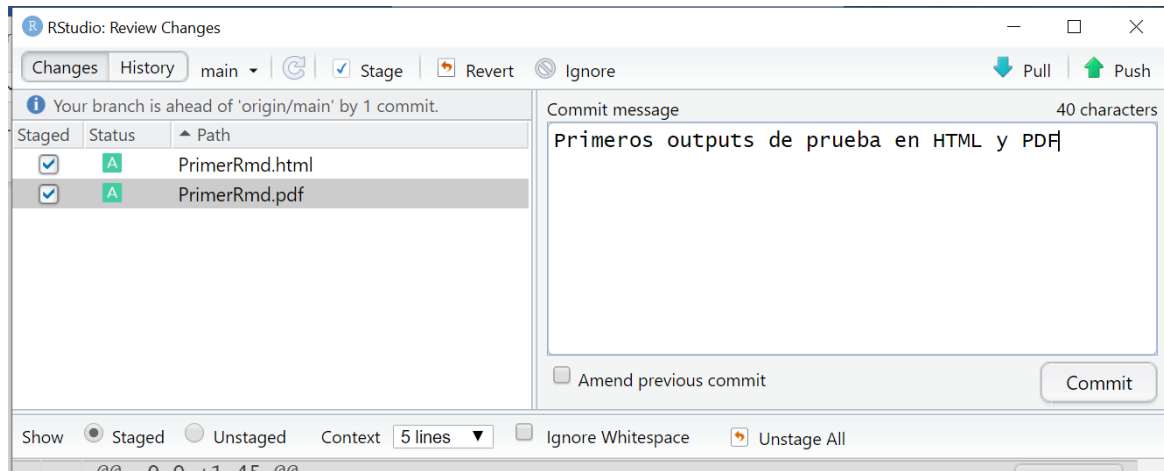 R RStudio: Review Changes
Changes History main Stage Revert Ignore Pull Push
Your branch is ahead of 'origin/main' by 1 commit.
Commit message 40 characters
Staged Status Path
Primeros outputs de prueba en HTML y PDF
A PrimerRmd.html
A PrimerRmd.pdf
Amend previous commit
Commit
Show Staged Unstaged Context 5 lines Ignore Whitespace Unstage All